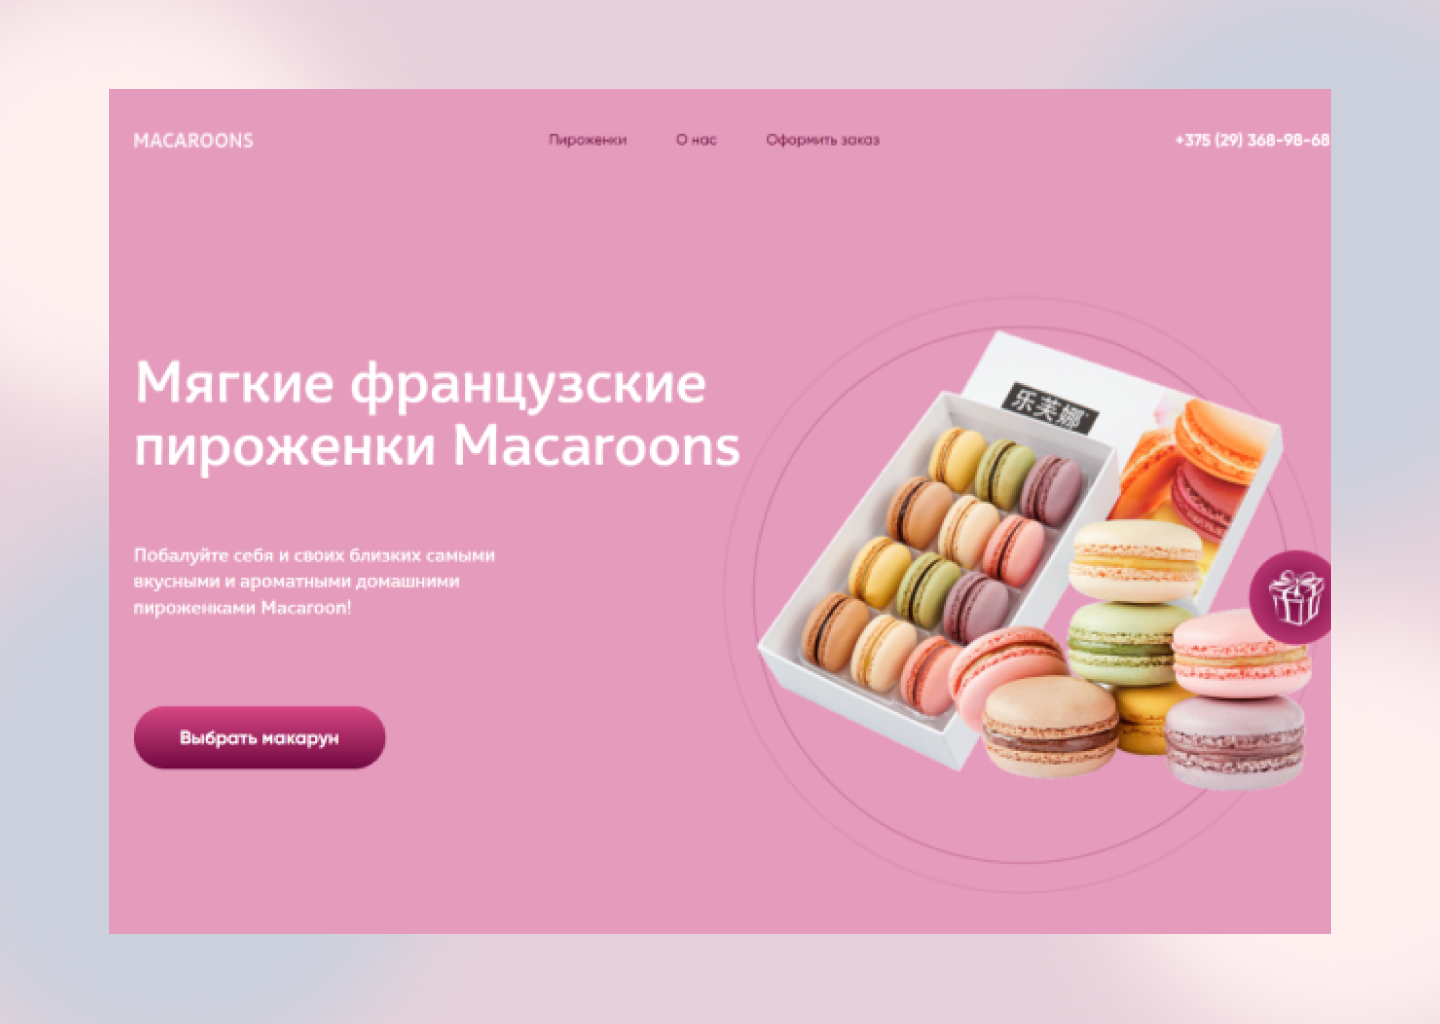 MACAROONS
Пироженки
О нас
Оформить заказ
+375 (29) 368-98-68
Мягкие французские
пироженки Macaroons
乐芙娜
Побалуйте себя и своих близких самыми
вкусными и ароматными домашними
пироженками Macaroon!
Выбрать макарун